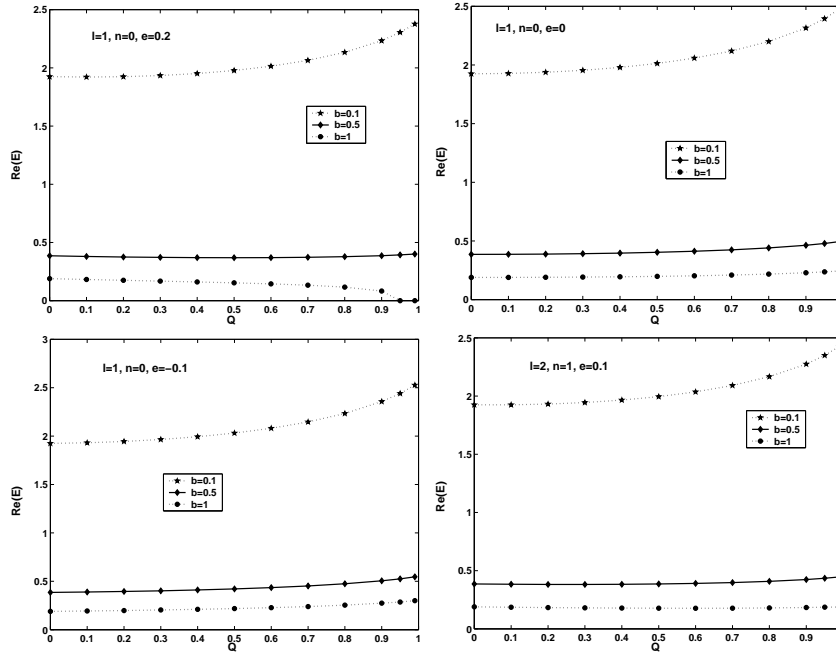 2.5
2
1.5
1
0.5
0
Re(E)
l=1, n=0, e=0.2
b=0.1
b=0.5
b=1
0 0.1 0.2 0.3 0.4 0.5 0.6 0.7 0.8 0.9 1
Q
2.5
2
1.5
1
0.5
0
Re(E)
l=1, n=0, e=0
b=0.1
b=0.5
b=1
0 0.1 0.2 0.3 0.4 0.5 0.6 0.7 0.8 0.9
Q
3
2.5
2
1.5
1
0.5
0
Re(E)
l=1, n=0, e=−0.1
b=0.1
b=0.5
b=1
0 0.1 0.2 0.3 0.4 0.5 0.6 0.7 0.8 0.9 1
Q
2.5
2
1.5
1
0.5
0
Re(E)
l=2, n=1, e=0.1
b=0.1
b=0.5
b=1
0 0.1 0.2 0.3 0.4 0.5 0.6 0.7 0.8 0.9
Q